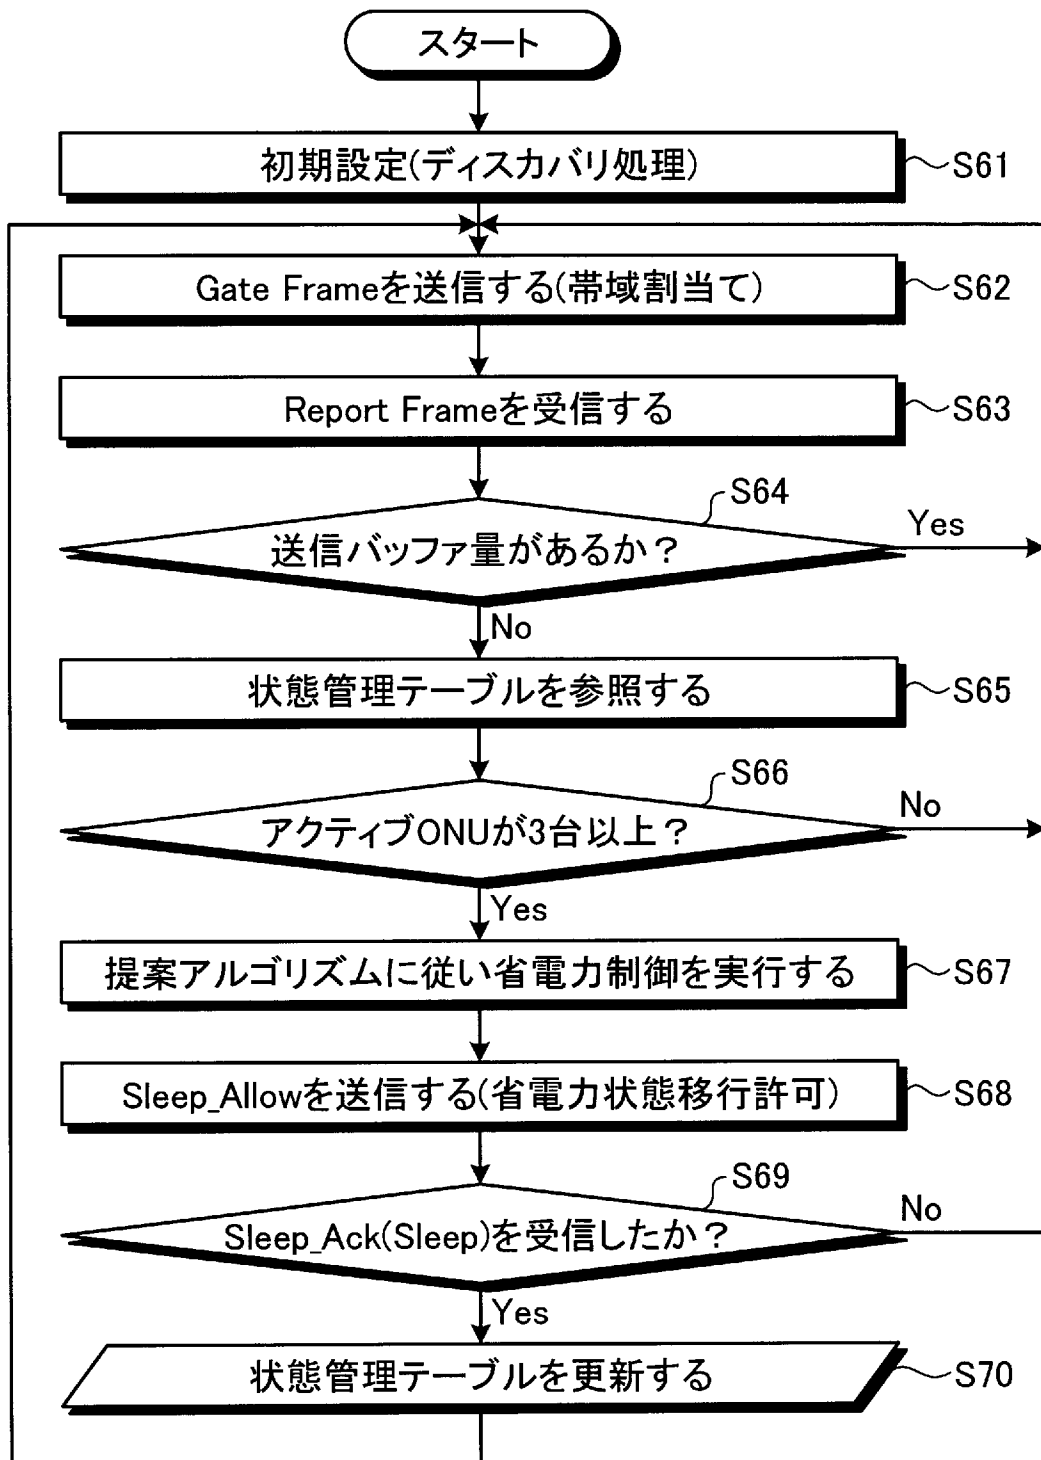 スタート
初期設定(ディスカバリ処理)
S61
Gate Frameを送信する(帯域割当て)
S62
Report Frameを受信する
S63
S64
送信バッファ量があるか？
Yes
No
状態管理テーブルを参照する
S65
S66
アクティブONUが3台以上？
No
Yes
提案アルゴリズムに従い省電力制御を実行する
S67
Sleep_Allowを送信する(省電力状態移行許可)
S68
S69
Sleep_Ack(Sleep)を受信したか？
No
Yes
状態管理テーブルを更新する
S70